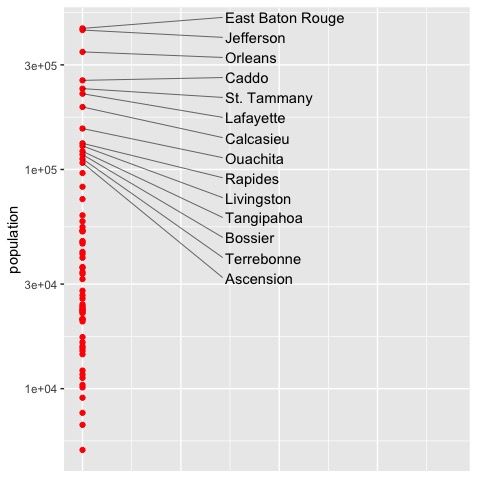 East Baton Rouge
Jefferson
Orleans
3e+05
Caddo
St. Tammany
Lafayette
Calcasieu
Ouachita
1e+05
Rapides
Livingston
population
Tangipahoa
Bossier
Terrebonne
Ascension
3e+04
1e+04